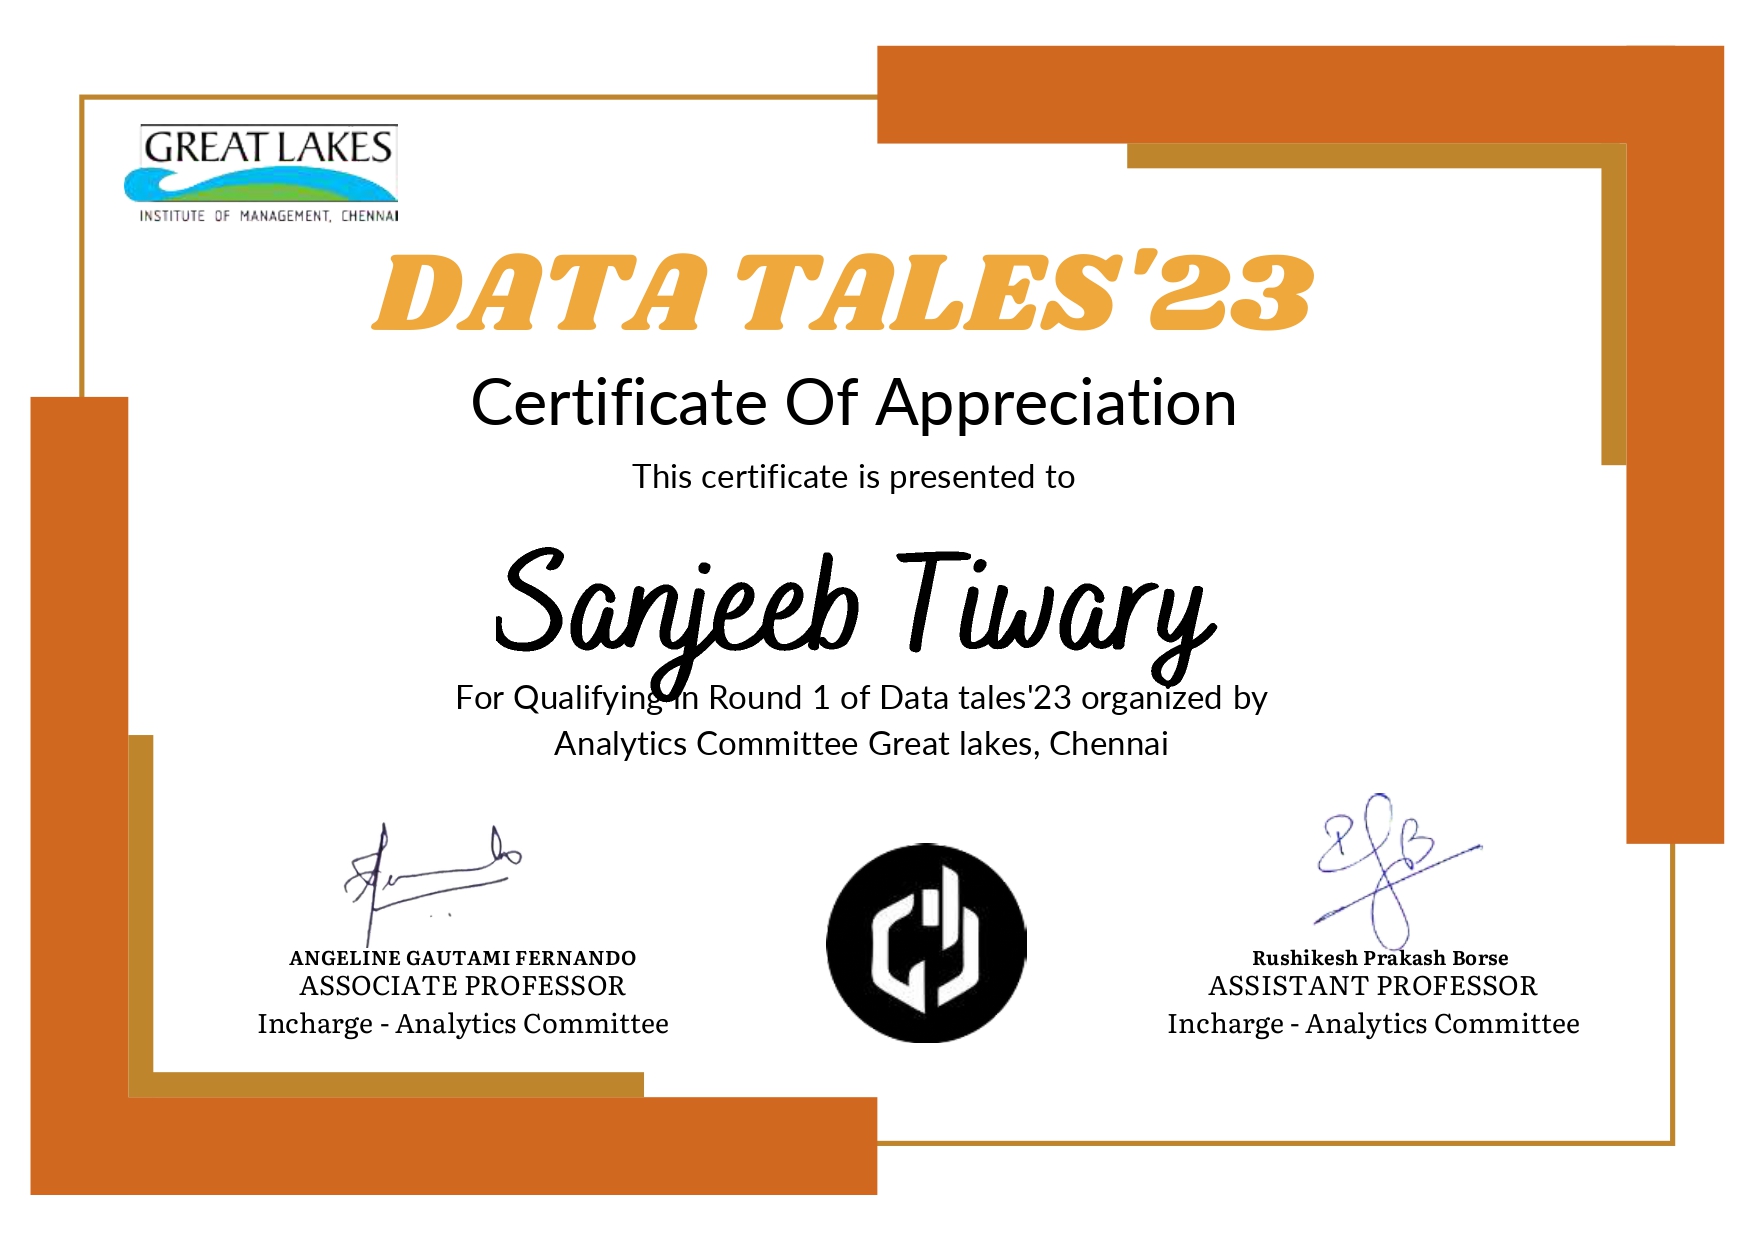 GREAT LAKES
INSTITUTE OF MANAGEMENT, CHENNAI
DATA TALES'23
Certificate Of Appreciation
This certificate is presented to
Sanjeeb Tiwary
For Qualifying in Round 1 of Data tales'23 organized by
Analytics Committee Great lakes, Chennai
ANGELINE GAUTAMI FERNANDO
ASSOCIATE PROFESSOR
Incharge - Analytics Committee
Rushikesh Prakash Borse
ASSISTANT PROFESSOR
Incharge - Analytics Committee